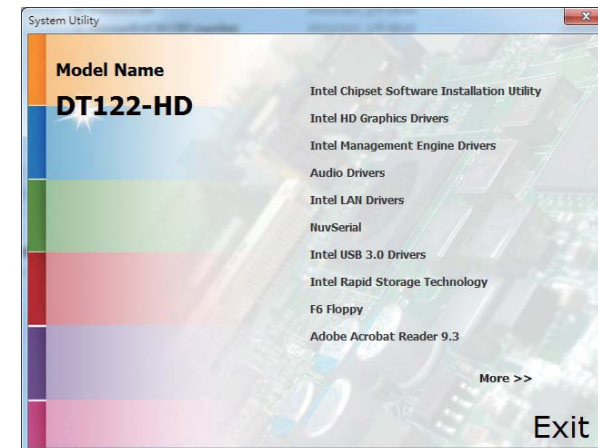 System Utility
Model Name
DT122-HD
Intel Chipset Software Installation Utility
Intel HD Graphics Drivers
Intel Management Engine Drivers
Audio Drivers
Intel LAN Drivers
NuvSerial
Intel USB 3.0 Drivers
Intel Rapid Storage Technology
F6 Floppy
Adobe Acrobat Reader 9.3
More >>
Exit